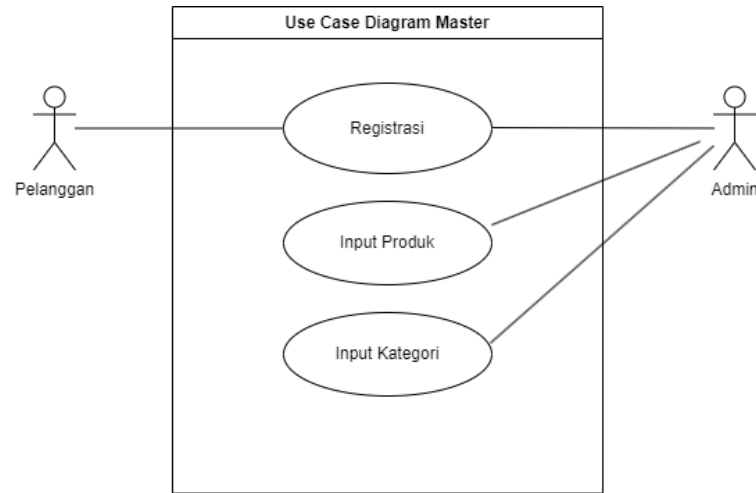 Use Case Diagram Master
Registrasi
Pelanggan
Admin
Input Produk
Input Kategori